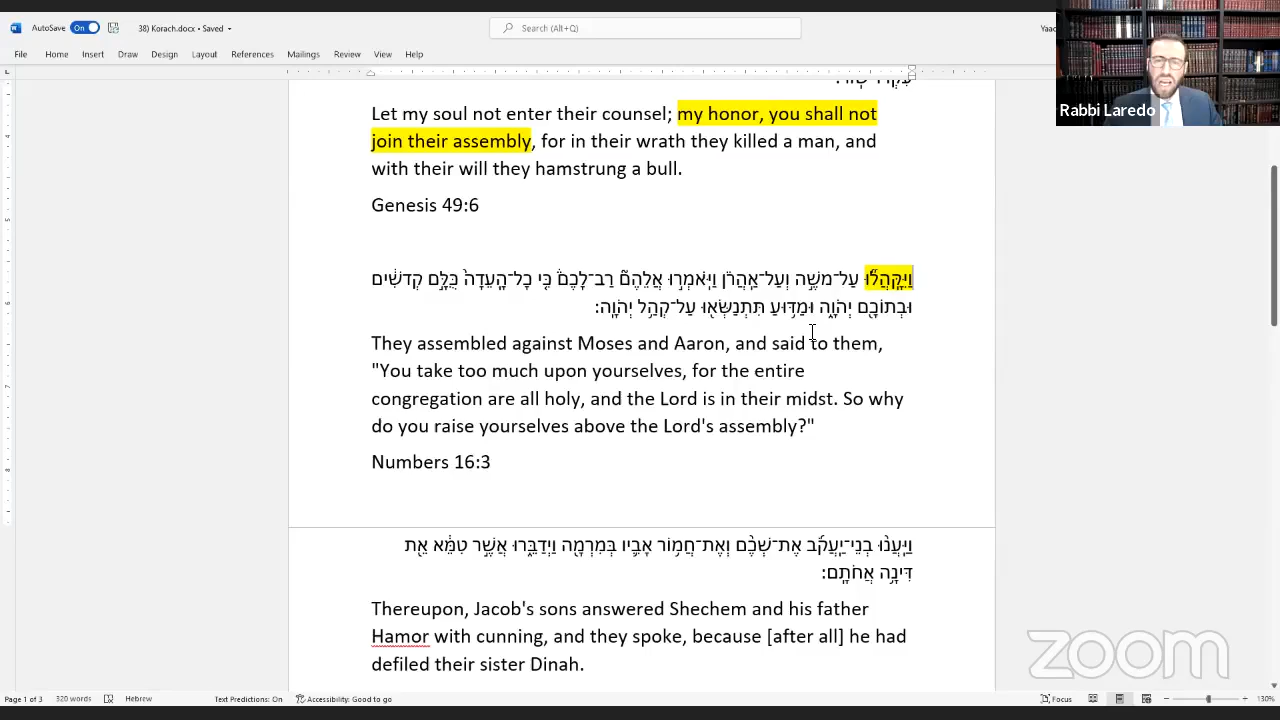 AutoSave On 38) Korach.docx • Saved Search (Alt+Q) Yaac
File Home Insert Draw Design Layout References Mailings Review View Help
Rabbi Laredo
Let my soul not enter their counsel; my honor, you shall not
join their assembly, for in their wrath they killed a man, and
with their will they hamstrung a bull.
Genesis 49:6
וַיִּקָּֽהֲל֞וּ עַל־משֶׁ֣ה וְעַל־אַֽהֲרֹ֗ן וַיֹּֽאמְר֣וּ אֲלֵהֶם֘ רַב־לָכֶם֒ כִּ֤י כָל־הָֽעֵדָה֙ כֻּלָּ֣ם קְדשִׁ֔ים
וּבְתוֹכָ֖ם יְהֹוָ֑ה וּמַדּ֥וּעַ תִּתְנַשְּׂא֖וּ עַל־קְהַ֥ל יְהֹוָֽה:
They assembled against Moses and Aaron, and said to them,
"You take too much upon yourselves, for the entire
congregation are all holy, and the Lord is in their midst. So why
do you raise yourselves above the Lord's assembly?"
Numbers 16:3
וַיַּֽעֲנ֨וּ בְנֵי־יַֽעֲקֹ֜ב אֶת־שְׁכֶ֨ם וְאֶת־חֲמ֥וֹר אָבִ֛יו בְּמִרְמָ֖ה וַיְדַבֵּ֑רוּ אֲשֶׁ֣ר טִמֵּ֔א אֵ֖ת
דִּינָ֥ה אֲחֹתָֽם:
Thereupon, Jacob's sons answered Shechem and his father
Hamor with cunning, and they spoke, because [after all] he had
defiled their sister Dinah.
zoom
Page 1 of 3 320 words Hebrew Text Predictions: On Accessibility: Good to go Focus 130%